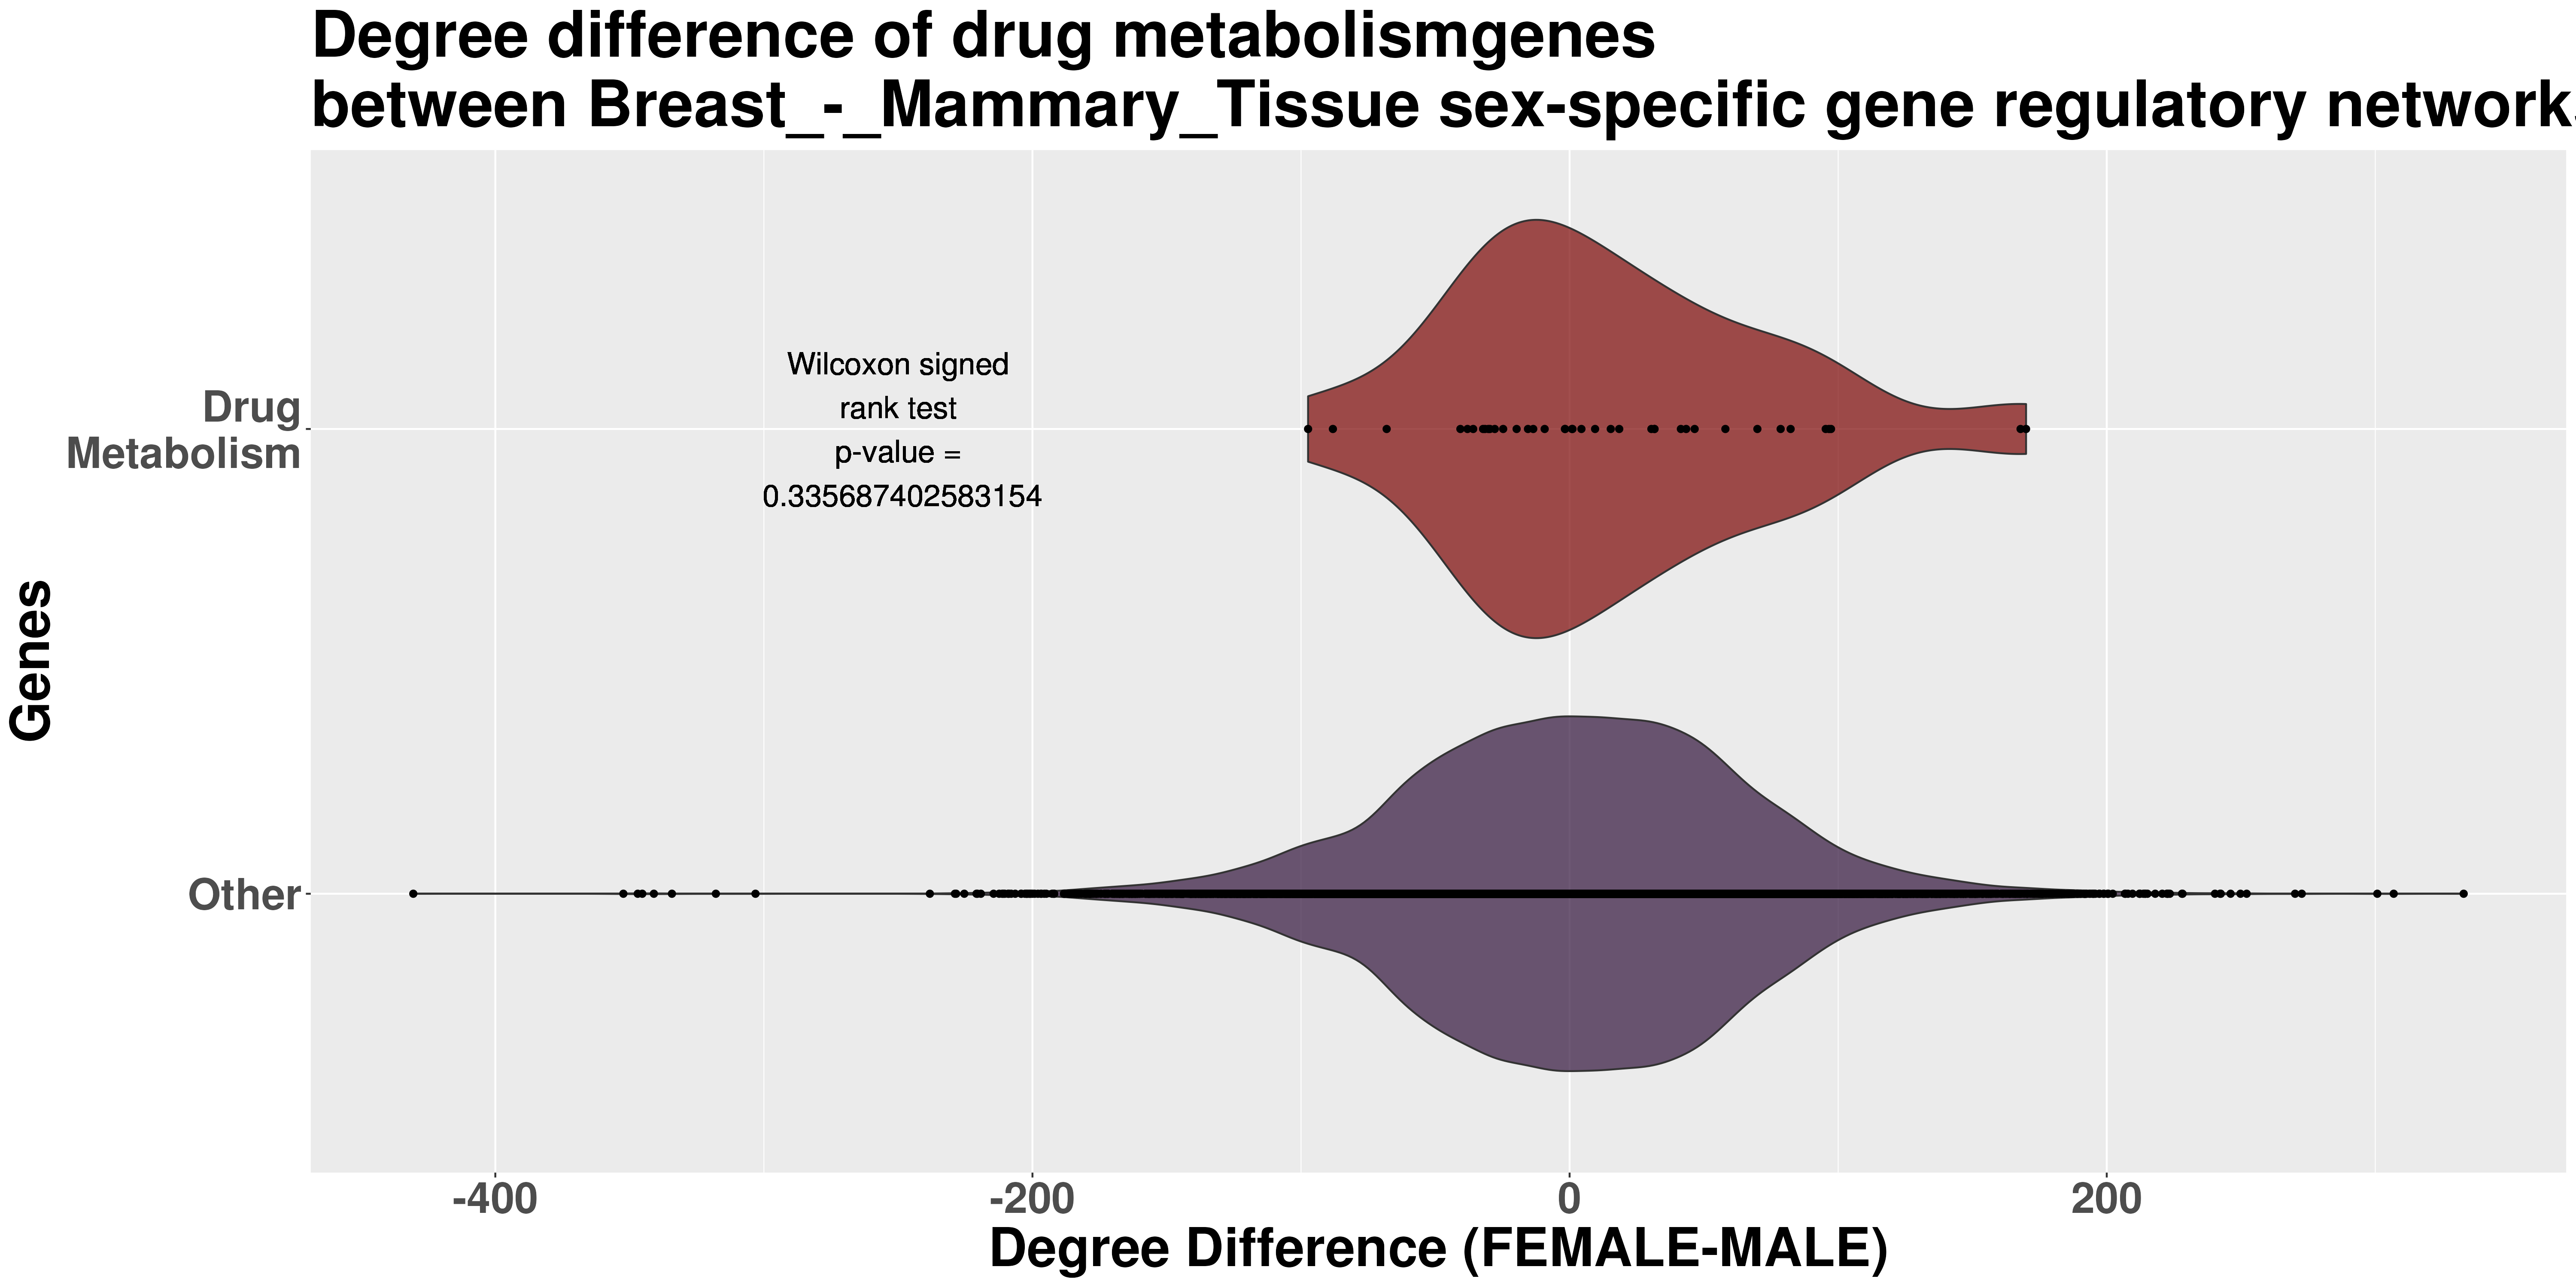 Degree difference of drug metabolismgenes
between Breast_-_Mammary_Tissue sex-specific gene regulatory networks
Wilcoxon signed
rank test
p-value =
0.335687402583154
Drug
Metabolism
Genes
Other
-400
-200
0
200
Degree Difference (FEMALE-MALE)